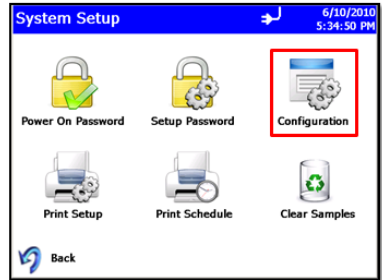 System Setup
6/10/2010
5:34:50 PM
Power On Password
Setup Password
Configuration
Print Setup
Print Schedule
Clear Samples
Back